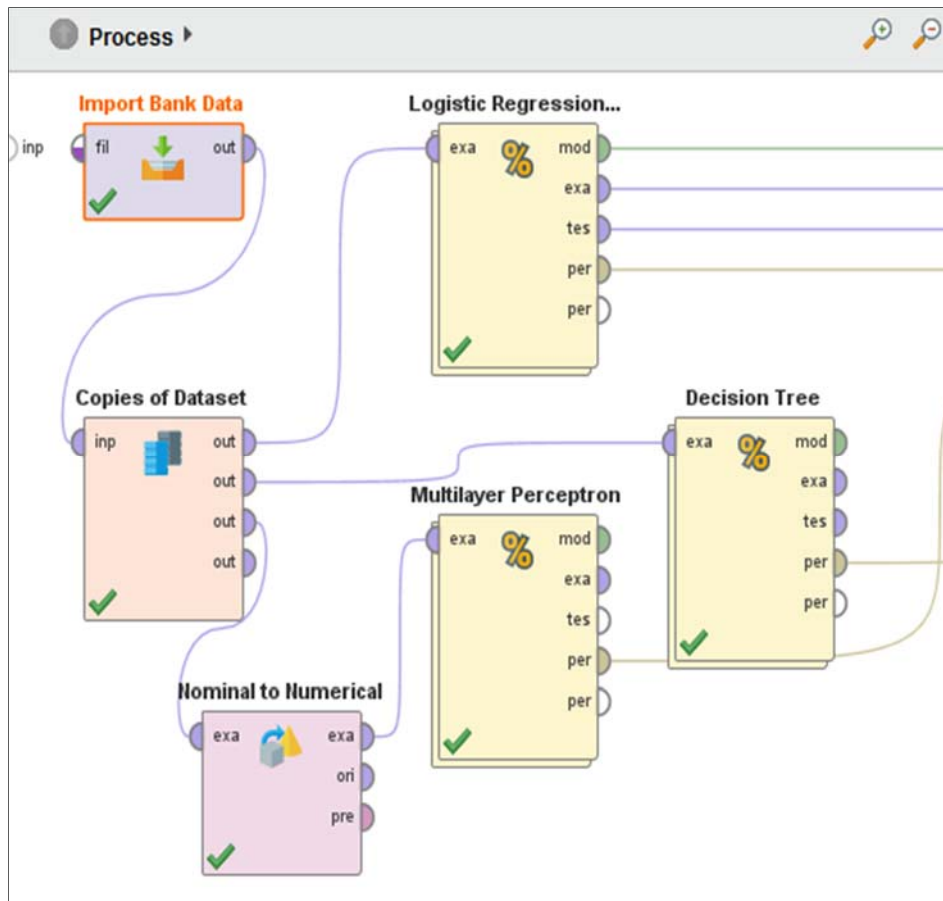 Process
Import Bank Data
inp
fil
out
Logistic Regression...
exa
mod
exa
tes
per
per
Copies of Dataset
inp
out
out
out
out
Decision Tree
exa
mod
exa
tes
per
per
Multilayer Perceptron
exa
mod
exa
tes
per
per
Nominal to Numerical
exa
exa
ori
pre